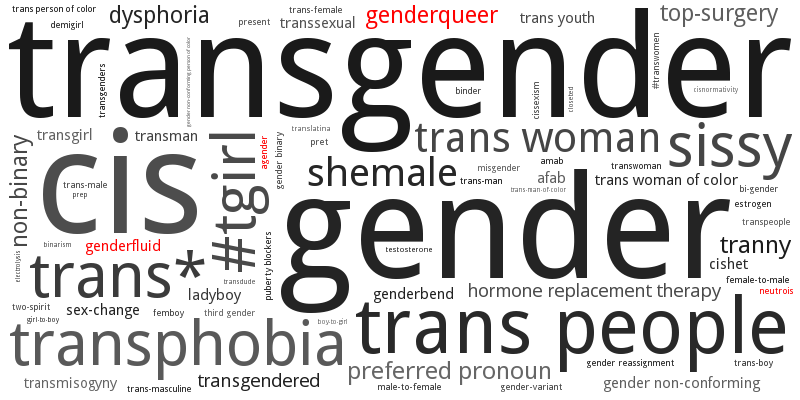 trans person of color
demigirl
dysphoria
present
trans-female
transsexual
genderqueer
trans youth
top-surgery
transgender
transgenders
gender non-conforming person of color
binder
cissexism
closeted
#transwomen
cisnormativity
transgirl
transman
cis
#tgirl
agender
gender binary
translatina
pret
trans woman
sissy
non-binary
trans-male
prep
shemale
misgender
trans-man
amab
afab
trans-man-of-color
transwoman
trans woman of color
bi-gender
estrogen
transpeople
gender
tranny
cishet
testosterone
binarism
genderfluid
electrolysis
trans*
transdude
puberty blockers
ladyboy
genderbend
hormone replacement therapy
female-to-male
neutrois
two-spirit
girl-to-boy
sex-change
femboy
third gender
boy-to-girl
trans people
transphobia
preferred pronoun
gender reassignment
trans-boy
transmisogyny
trans-masculine
transgendered
male-to-female
gender-variant
gender non-conforming